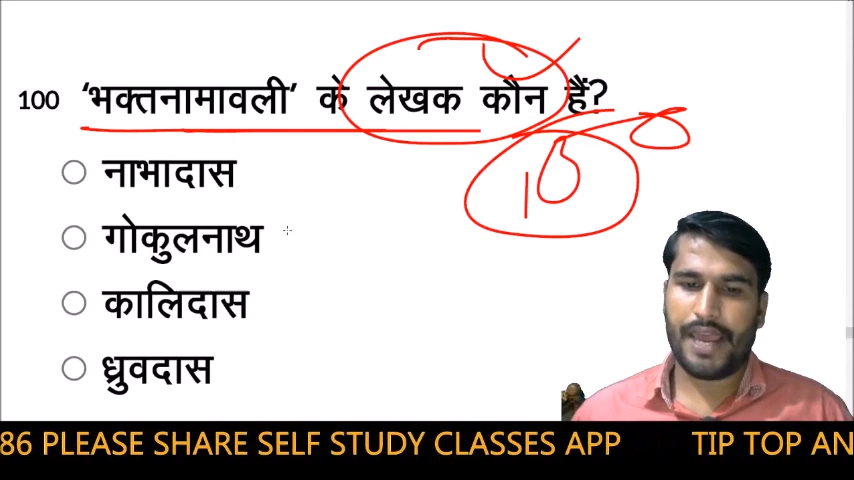 100 'भक्तनामावली' के लेखक कौन हैं?
नाभादास
गोकुलनाथ
कालिदास
ध्रुवदास
86 PLEASE SHARE SELF STUDY CLASSES APP TIP TOP AN